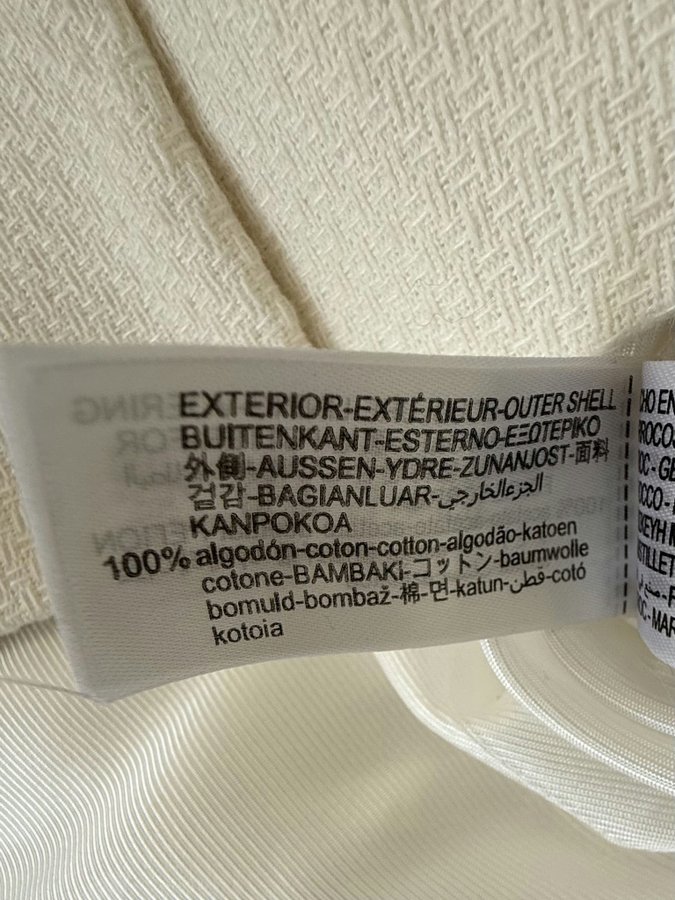 EXTERIOR-EXTÉRIEUR-OUTER SHELL
BUITENKANT-ESTERNO-ΕΞΩΤΕΡΙΚΟ
外側-AUSSEN-YDRE-ZUNANJOST-面料
겉감-BAGIANLUAR-الجزء الخارجي
KANPOKOA
100% algodón-coton-cotton-algodão-katoen
cotone-BAMBAKI-コットン-baumwolle
bomuld-bombaž-棉-면-katun-قطن-cotó
kotoia